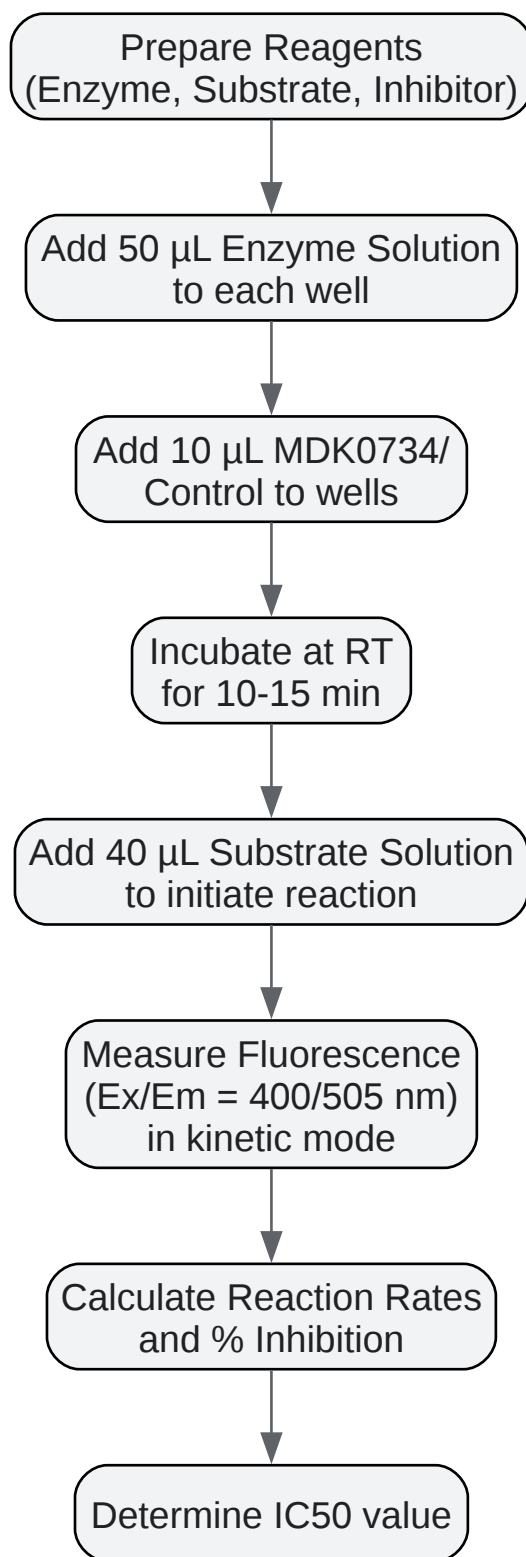 Prepare Reagents
(Enzyme, Substrate, Inhibitor)
Add 50 µL Enzyme Solution
to each well
Add 10 µL MDK0734/
Control to wells
Incubate at RT
for 10-15 min
Add 40 µL Substrate Solution
to initiate reaction
Measure Fluorescence
(Ex/Em = 400/505 nm)
in kinetic mode
Calculate Reaction Rates
and % Inhibition
Determine IC50 value